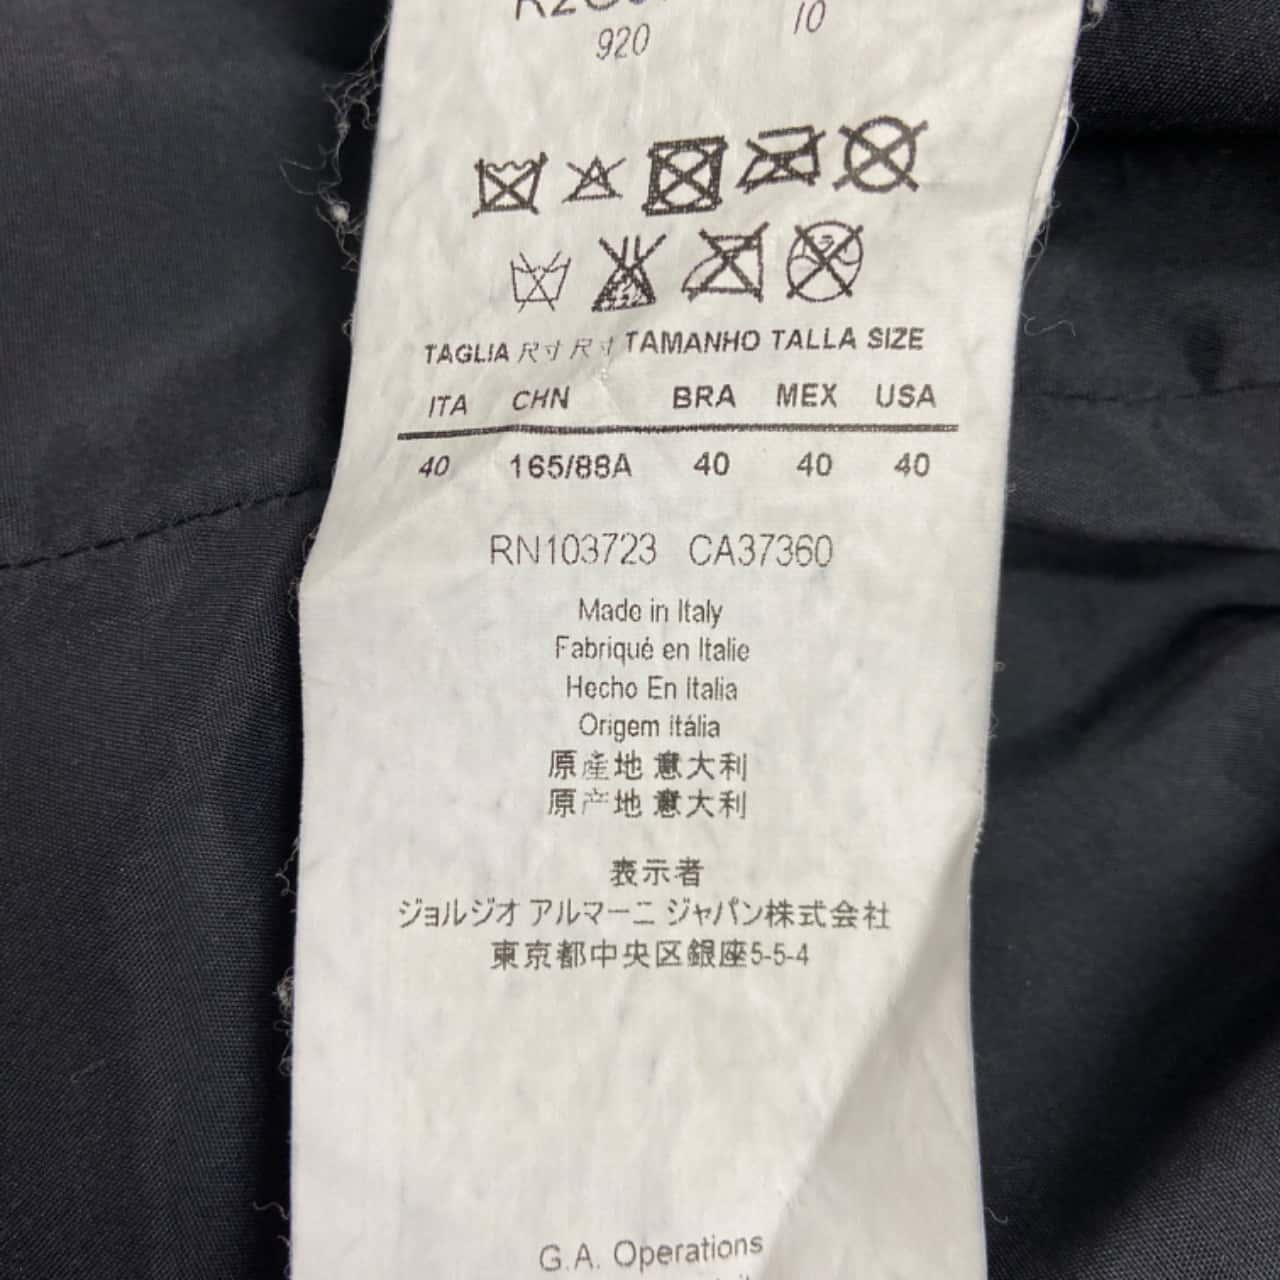 920 10
TAGLIA 尺寸 尺寸 TAMANHO TALLA SIZE
ITA CHN BRA MEX USA
40 165/88A 40 40 40
RN103723 CA37360
Made in Italy
Fabriqué en Italie
Hecho En Italia
Origem Itália
原產地 意大利
原产地 意大利
表示者
ジョルジオ アルマーニ ジャパン株式会社
東京都中央区銀座5-5-4
G.A. Operations